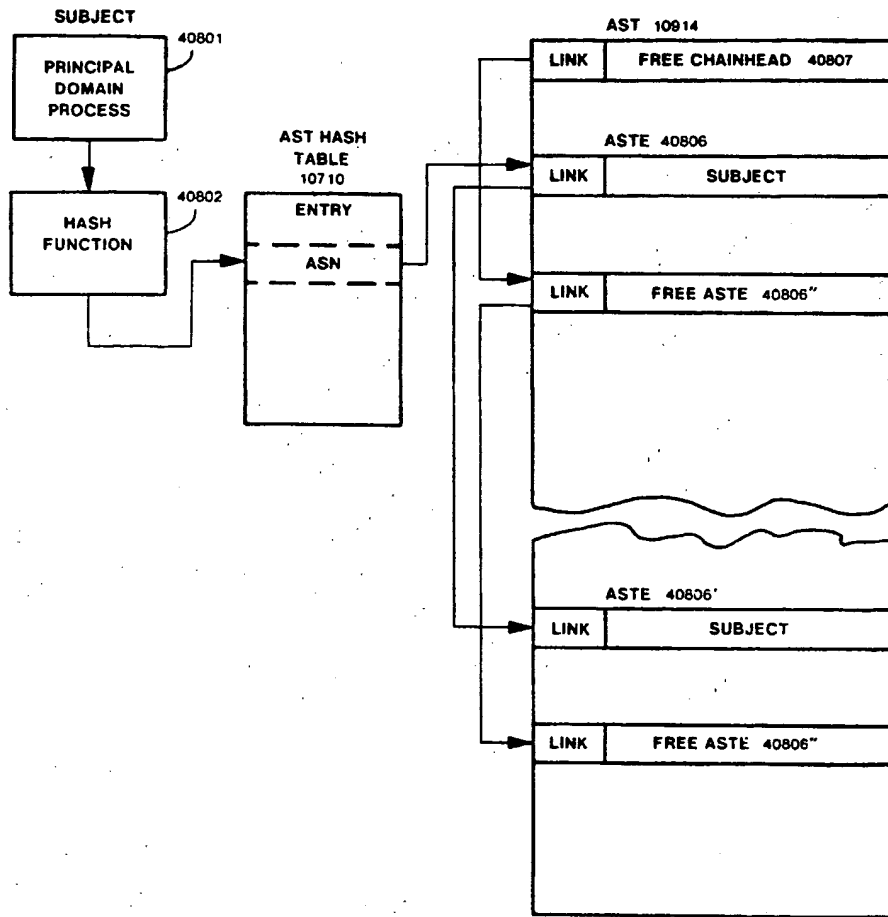 SUBJECT
40801
PRINCIPAL
DOMAIN
PROCESS
40802
HASH
FUNCTION
AST HASH
TABLE
10710
ENTRY
ASN
AST 10914
LINK FREE CHAINHEAD 40807
ASTE 40806
LINK SUBJECT
LINK FREE ASTE 40806"
ASTE 40806'
LINK SUBJECT
LINK FREE ASTE 40806"